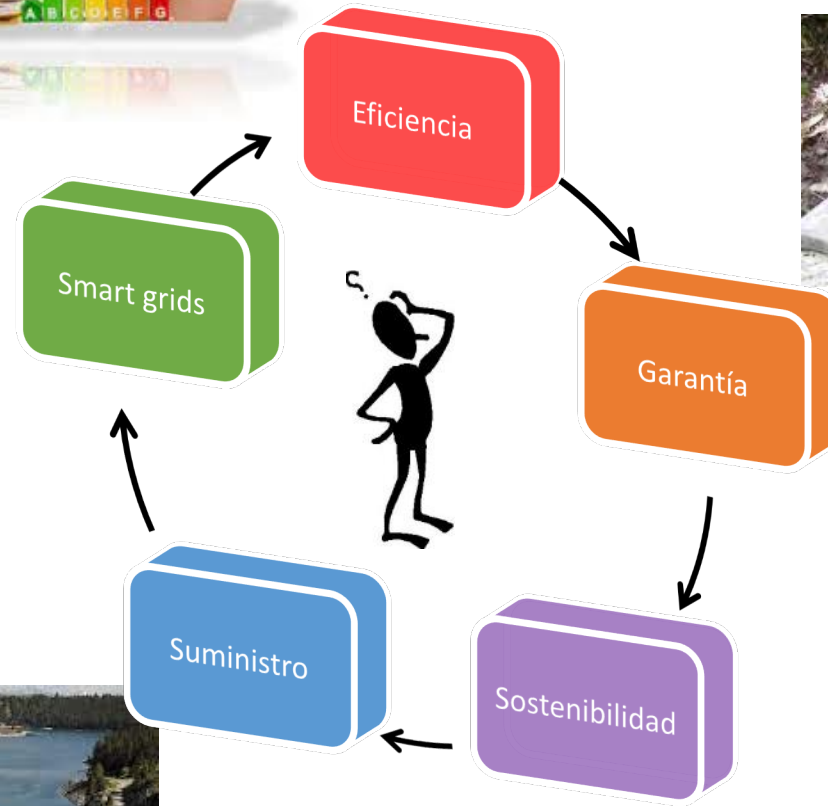 A B C D E F G
Eficiencia
Smart grids
Garantía
Suministro
Sostenibilidad